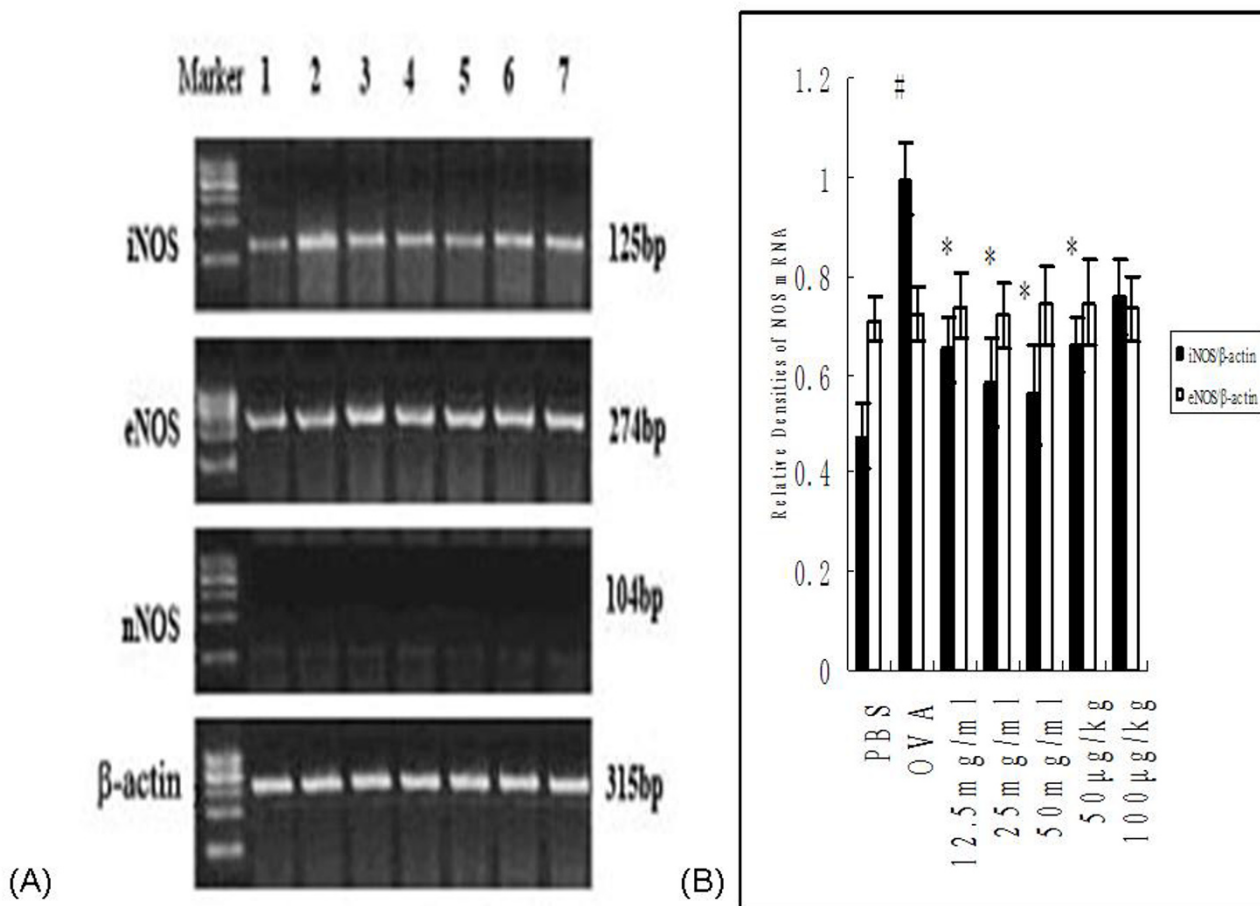 Marker 1 2 3 4 5 6 7
iNOS 125bp
eNOS 274bp
nNOS 104bp
β-actin 315bp
(A)
Relative Densities of NOS mRNA
1.2
1
0.8
0.6
0.4
0.2
0
#
*
*
*
*
PBS
OVA
12.5mg/ml
25mg/ml
50mg/ml
50μg/kg
100μg/kg
iNOS/β-actin
eNOS/β-actin
(B)